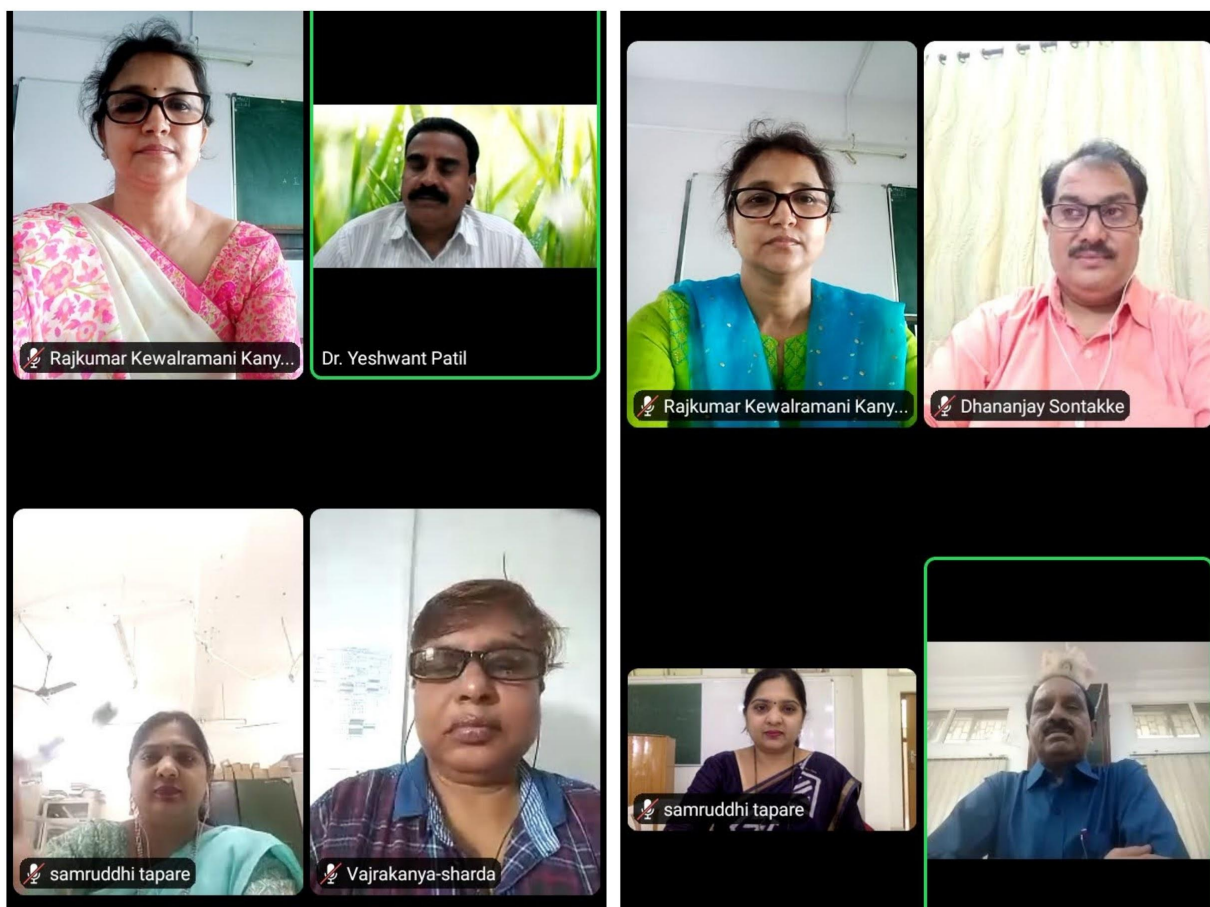 Rajkumar Kewalramani Kany...
Dr. Yeshwant Patil
samruddhi tapare
Vajrakanya-sharda
Rajkumar Kewalramani Kany...
Dhananjay Sontakke
samruddhi tapare